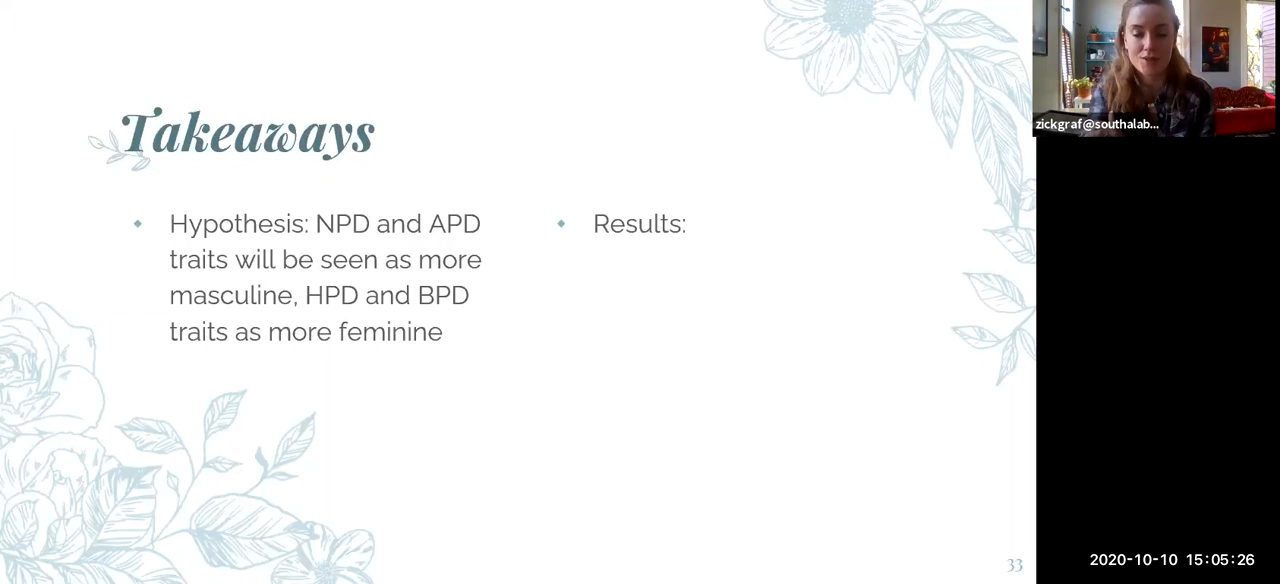 Takeaways
Hypothesis: NPD and APD
traits will be seen as more
masculine, HPD and BPD
traits as more feminine
Results:
33
zickgraf@southalab...
2020-10-10 15:05:26